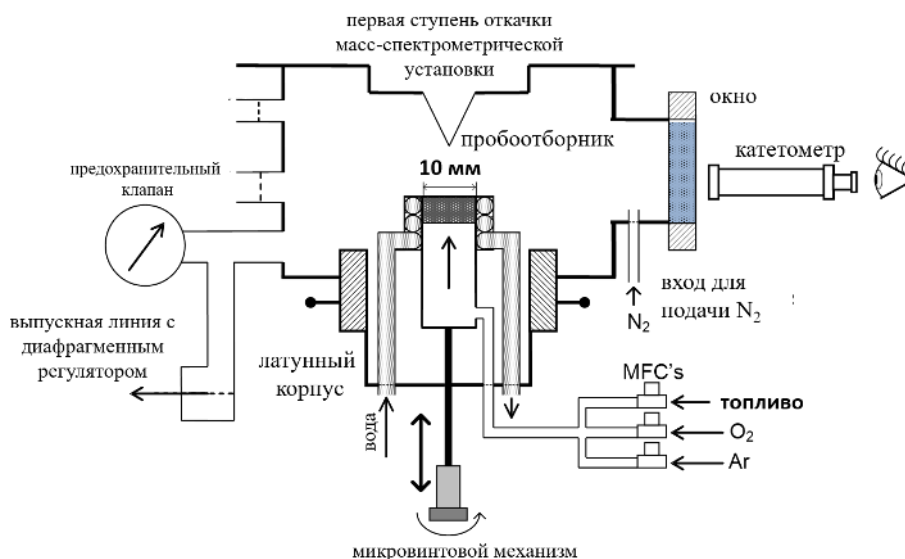 первая ступень откачки
масс-спектрометрической
установки
окно
пробоотборник
катетометр
10 мм
предохранительный
клапан
вход для
подачи N₂
N₂
выпускная линия с
диафрагменным
регулятором
латунный
корпус
MFC's
топливо
O₂
Ar
вода
микровинтовой механизм